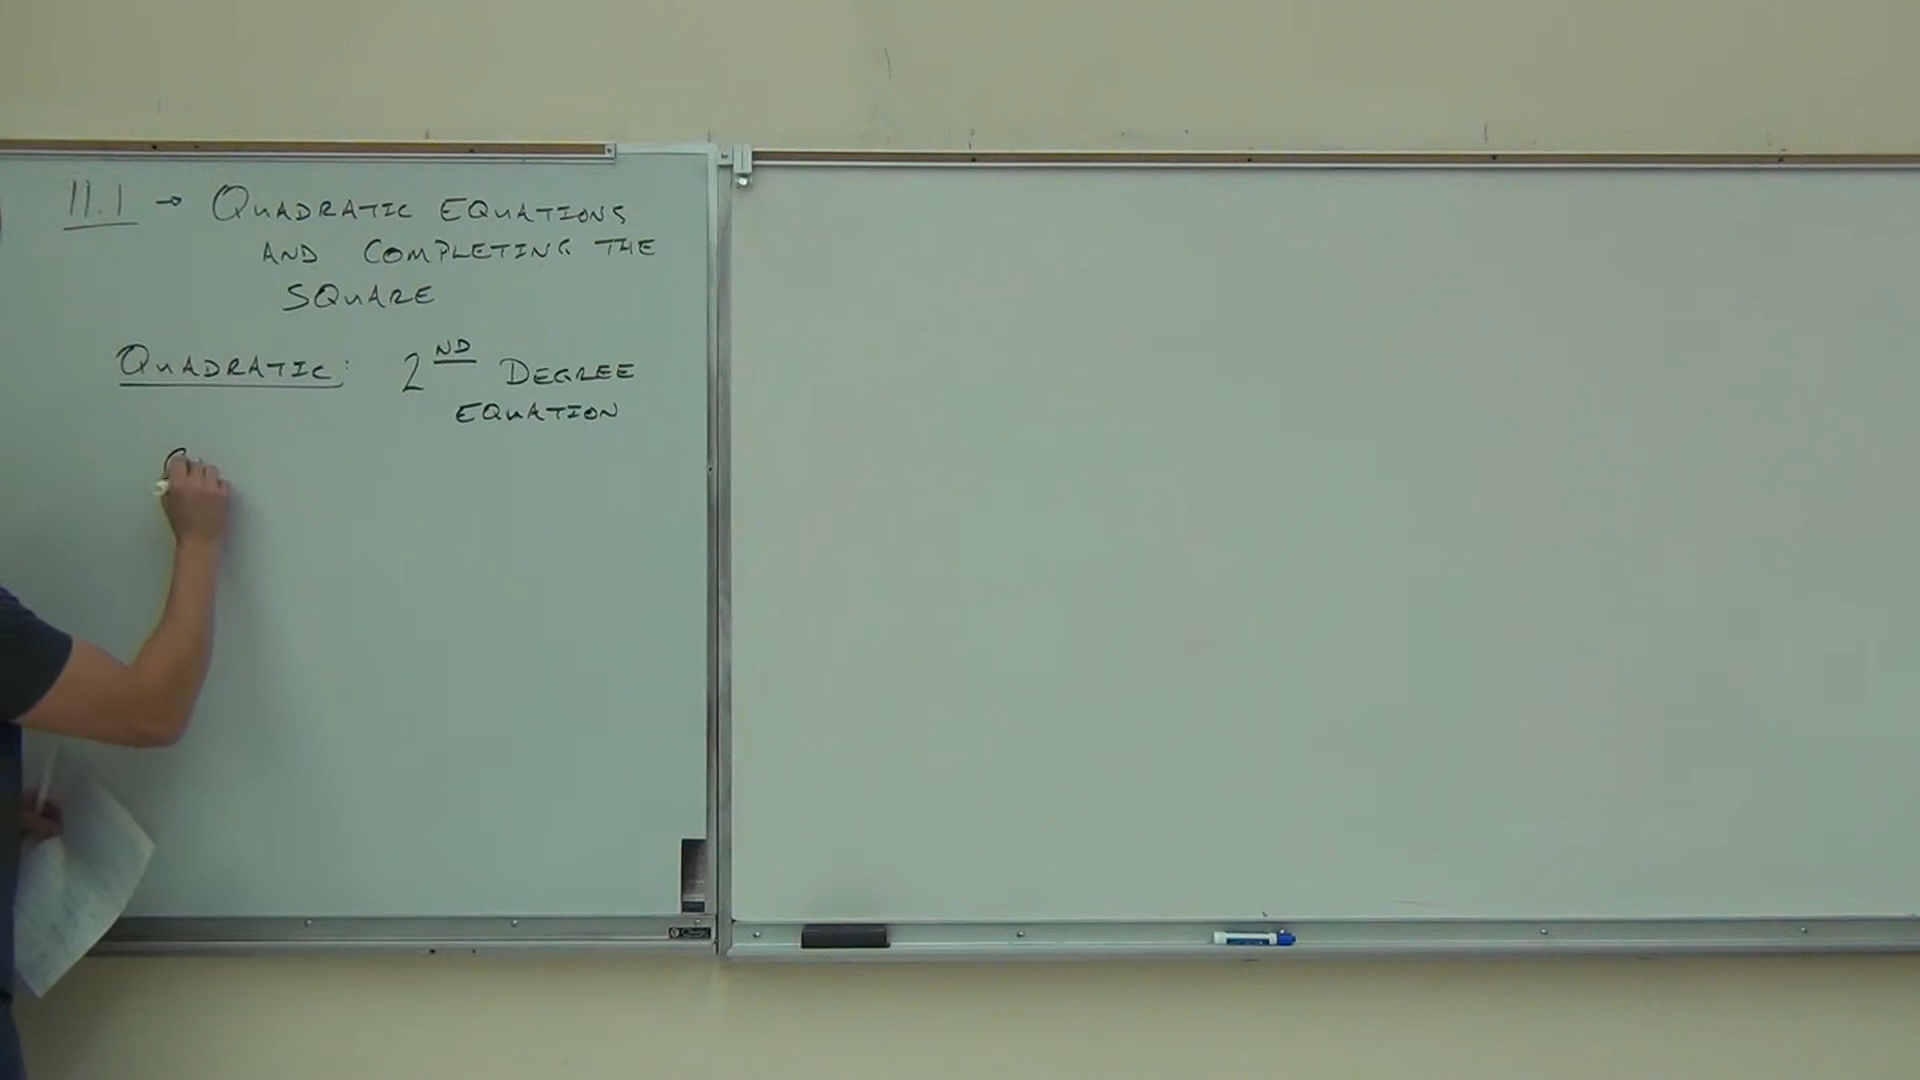 11.1 → QUADRATIC EQUATIONS
AND COMPLETING THE
SQUARE
QUADRATIC: 2ND DEGREE
EQUATION